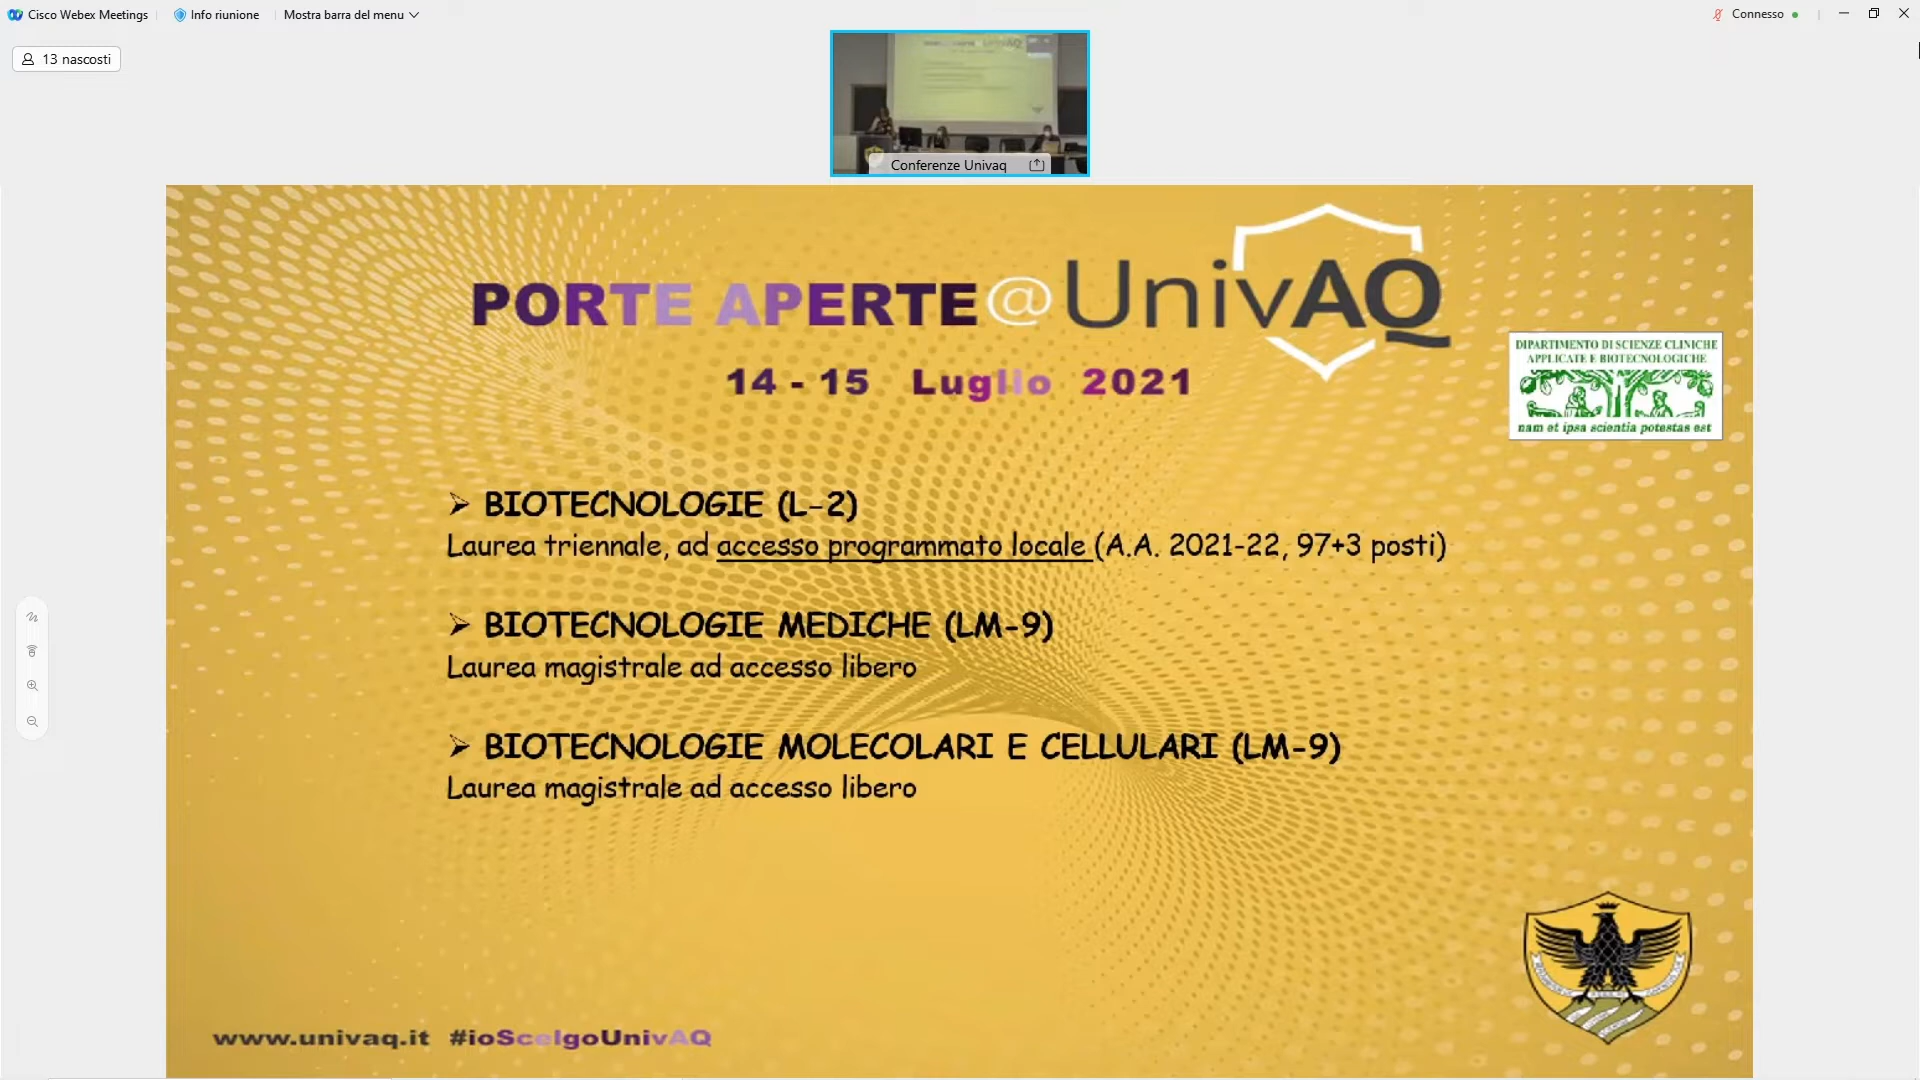 Cisco Webex Meetings
Info riunione
Mostra barra del menu
Connesso
13 nascosti
Conferenze Univaq
PORTE APERTE@UnivAQ
14 - 15 Luglio 2021
DIPARTIMENTO DI SCIENZE CLINICHE
APPLICATE E BIOTECNOLOGICHE
nam et ipsa scientia potestas est
➢ BIOTECNOLOGIE (L-2)
Laurea triennale, ad accesso programmato locale (A.A. 2021-22, 97+3 posti)
➢ BIOTECNOLOGIE MEDICHE (LM-9)
Laurea magistrale ad accesso libero
➢ BIOTECNOLOGIE MOLECOLARI E CELLULARI (LM-9)
Laurea magistrale ad accesso libero
www.univaq.it #ioScelgoUnivAQ